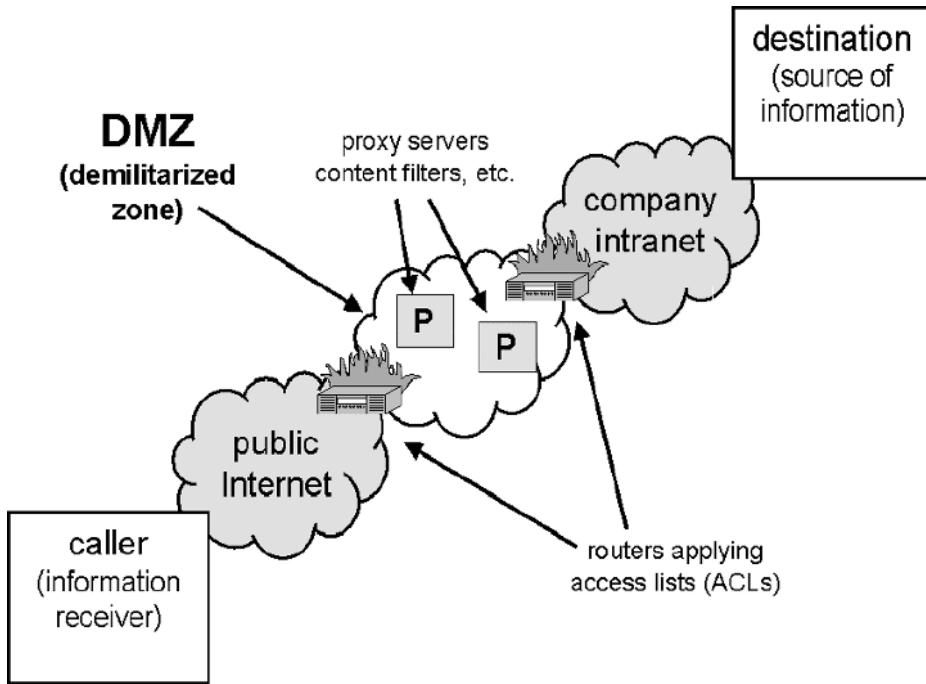 destination
(source of
information)
DMZ
(demilitarized
zone)
proxy servers
content filters, etc.
company
intranet
P
P
public
Internet
caller
(information
receiver)
routers applying
access lists (ACLs)